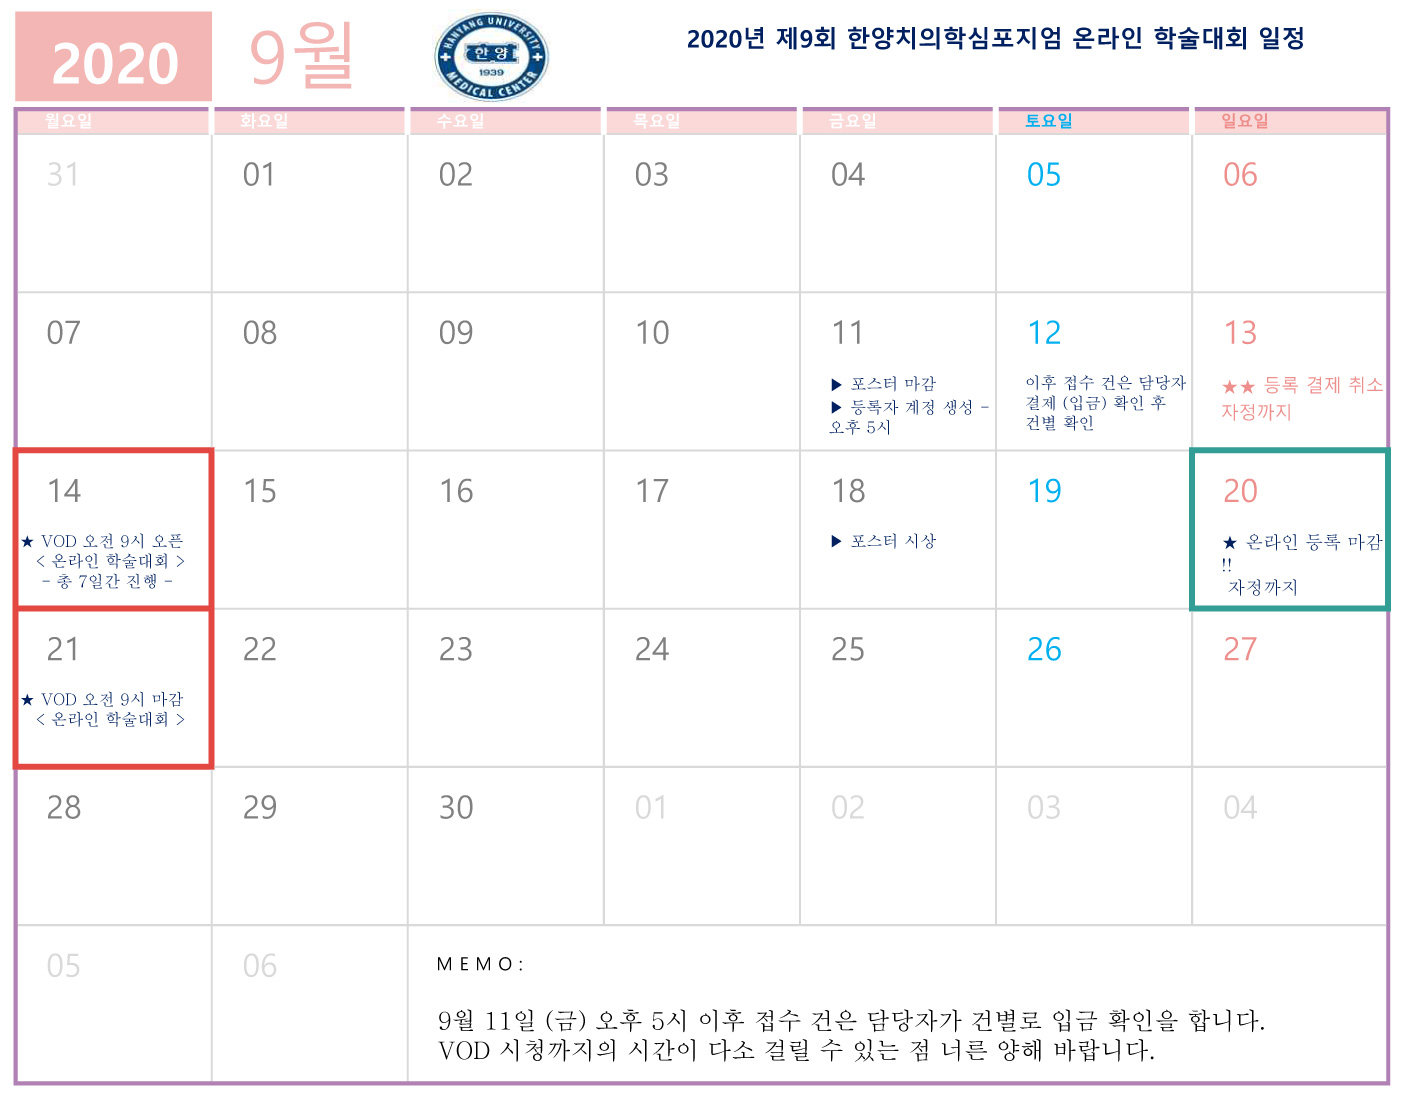 2020
9월
HANYANG UNIVERSITY
한양
1939
MEDICAL CENTER
2020년 제9회 한양치의학심포지엄 온라인 학술대회 일정
월요일 화요일 수요일 목요일 금요일 토요일 일요일
31 01 02 03 04 05 06
07 08 09 10 11 12 13
▶ 포스터 마감
▶ 등록자 계정 생성 -
오후 5시
이후 접수 건은 담당자
결제 (입금) 확인 후
건별 확인
★★ 등록 결제 취소
자정까지
14 15 16 17 18 19 20
★ VOD 오전 9시 오픈
< 온라인 학술대회 >
- 총 7일간 진행 -
▶ 포스터 시상
★ 온라인 등록 마감
!!
자정까지
21 22 23 24 25 26 27
★ VOD 오전 9시 마감
< 온라인 학술대회 >
28 29 30 01 02 03 04
05 06
MEMO:
9월 11일 (금) 오후 5시 이후 접수 건은 담당자가 건별로 입금 확인을 합니다.
VOD 시청까지의 시간이 다소 걸릴 수 있는 점 너른 양해 바랍니다.